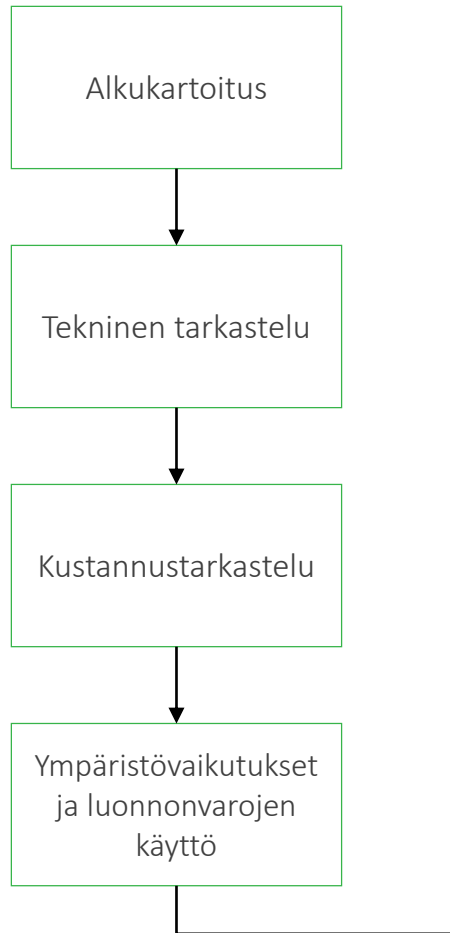 Alkukartoitus
Tekninen tarkastelu
Kustannustarkastelu
Ympäristövaikutukset
ja luonnonvarojen
käyttö